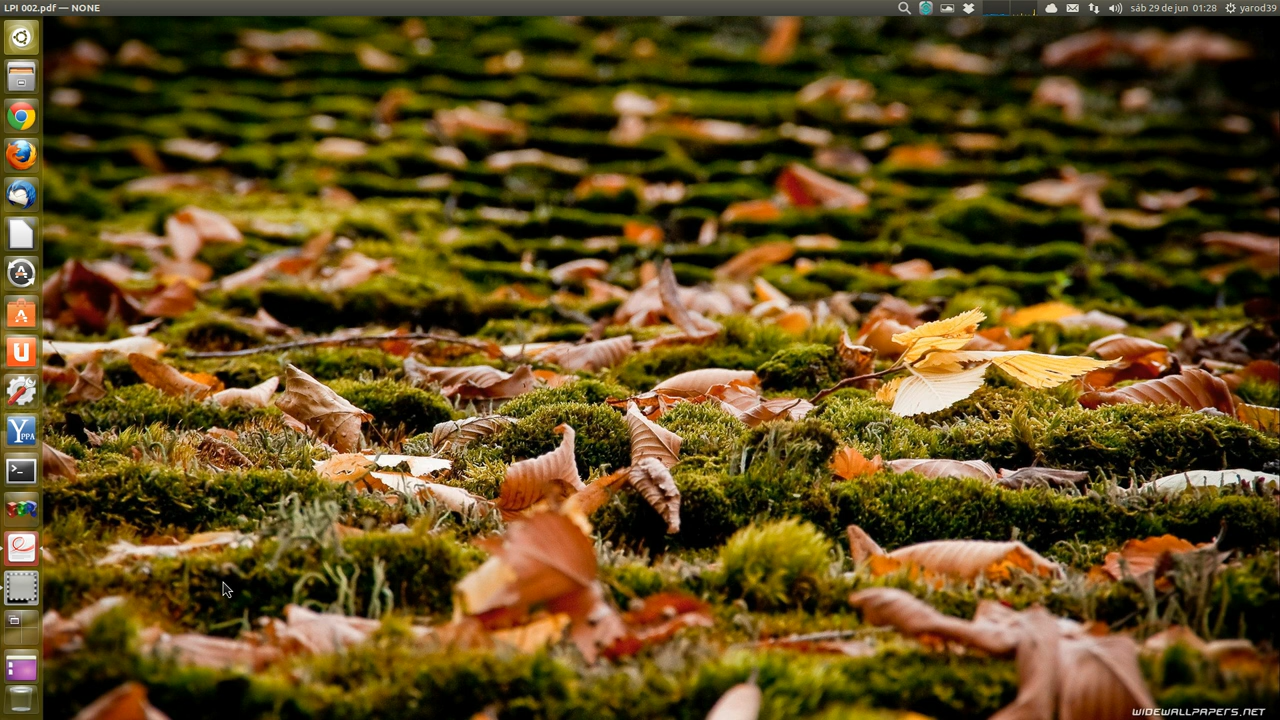 LPI 002.pdf — NONE
sáb 29 de jun 01:28
yarod39
YPPA
WIDEWALLPAPERS.NET